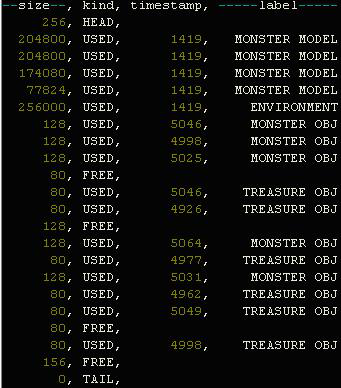 --size--, kind, timestamp, -----label-----
256, HEAD,
204800, USED, 1419, MONSTER MODEL
204800, USED, 1419, MONSTER MODEL
174080, USED, 1419, MONSTER MODEL
77824, USED, 1419, MONSTER MODEL
256000, USED, 1419, ENVIRONMENT
128, USED, 5046, MONSTER OBJ
128, USED, 4998, MONSTER OBJ
128, USED, 5025, MONSTER OBJ
80, FREE,
80, USED, 5046, TREASURE OBJ
80, USED, 4926, TREASURE OBJ
128, FREE,
128, USED, 5064, MONSTER OBJ
80, USED, 4977, TREASURE OBJ
128, USED, 5031, MONSTER OBJ
80, USED, 4962, TREASURE OBJ
80, USED, 5049, TREASURE OBJ
80, FREE,
80, USED, 4998, TREASURE OBJ
156, FREE,
0, TAIL,